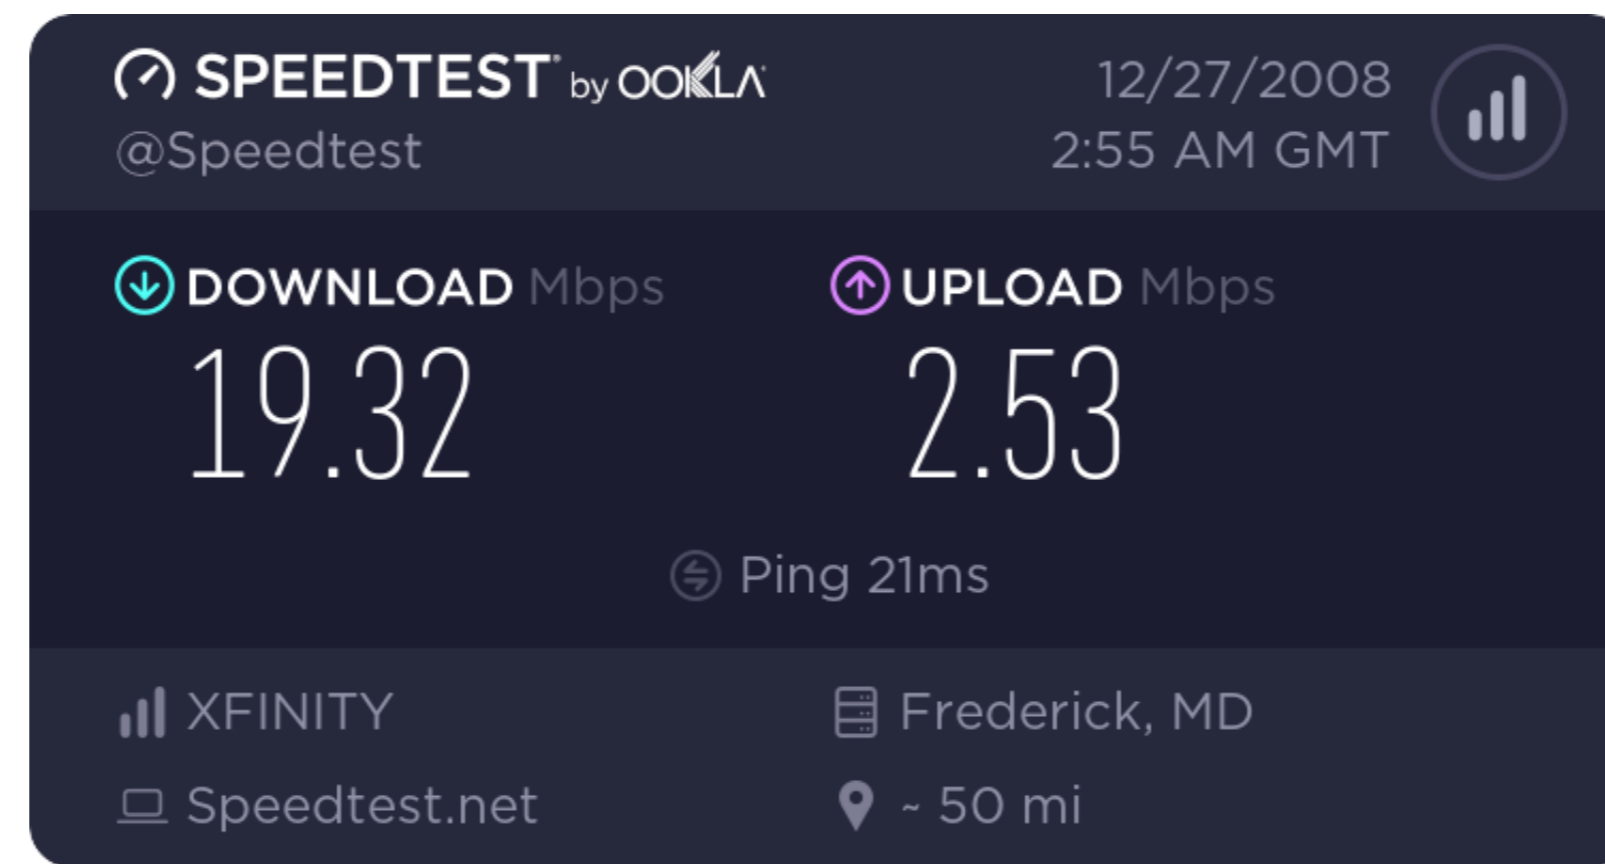 SPEEDTEST® by OOKLA®
@Speedtest
12/27/2008
2:55 AM GMT
DOWNLOAD Mbps
19.32
UPLOAD Mbps
2.53
Ping 21ms
XFINITY
Frederick, MD
Speedtest.net
~ 50 mi